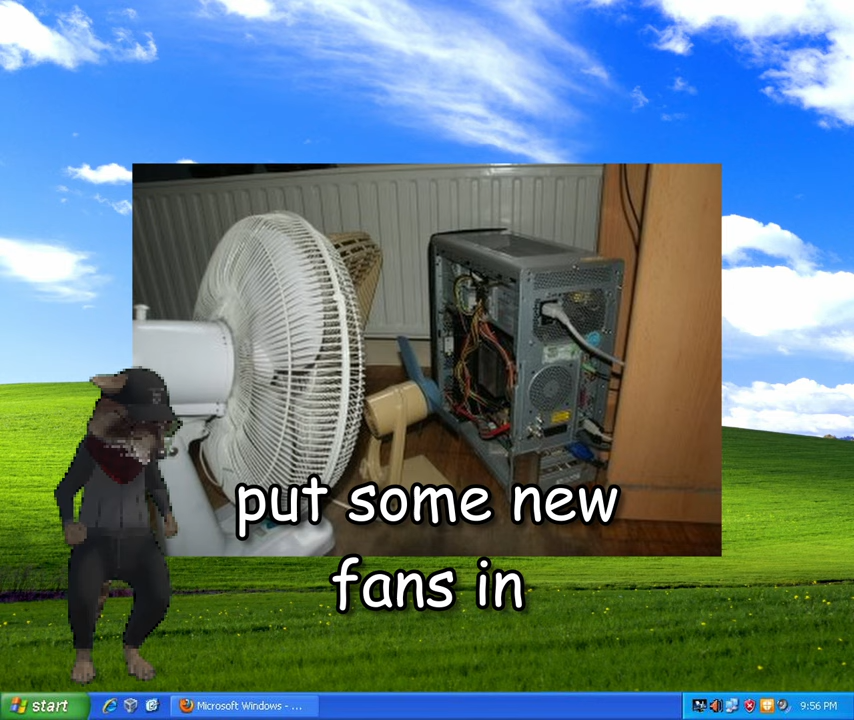 put some new
fans in
start
Microsoft Windows - ...
9:56 PM